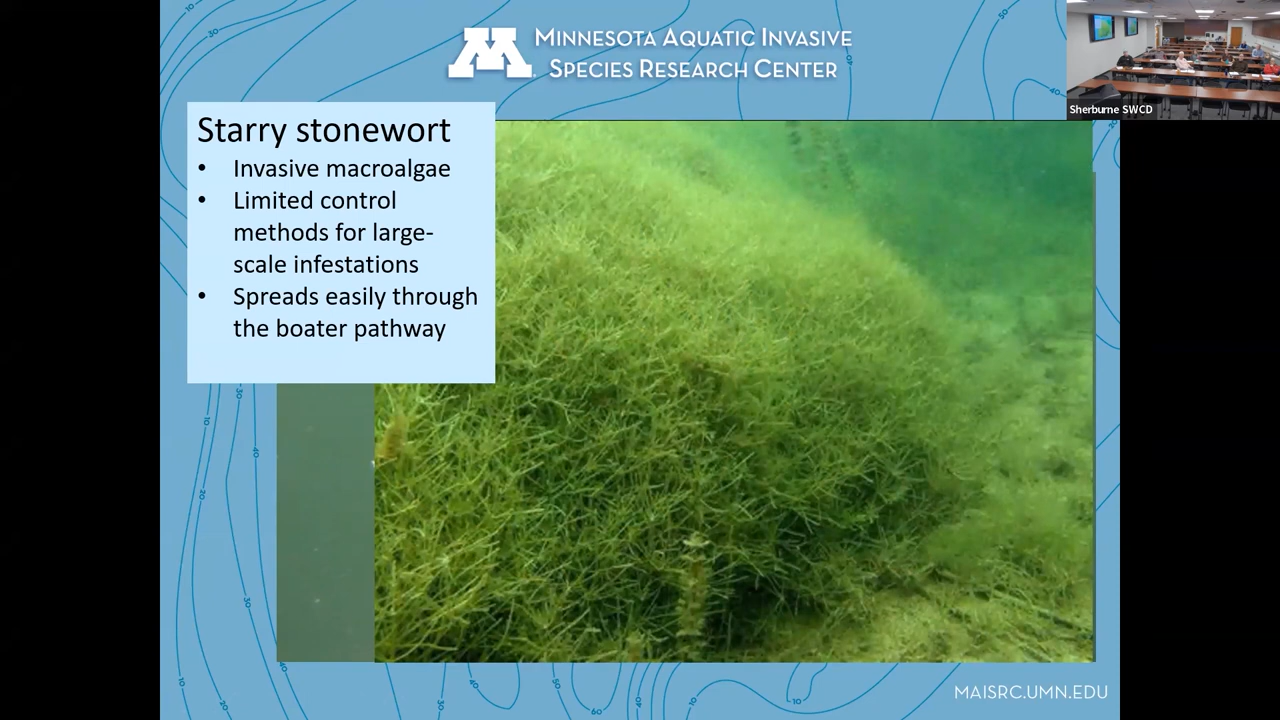 MINNESOTA AQUATIC INVASIVE
SPECIES RESEARCH CENTER
Sherburne SWCD
Starry stonewort
• Invasive macroalgae
• Limited control
methods for large-
scale infestations
• Spreads easily through
the boater pathway
MAISRC.UMN.EDU